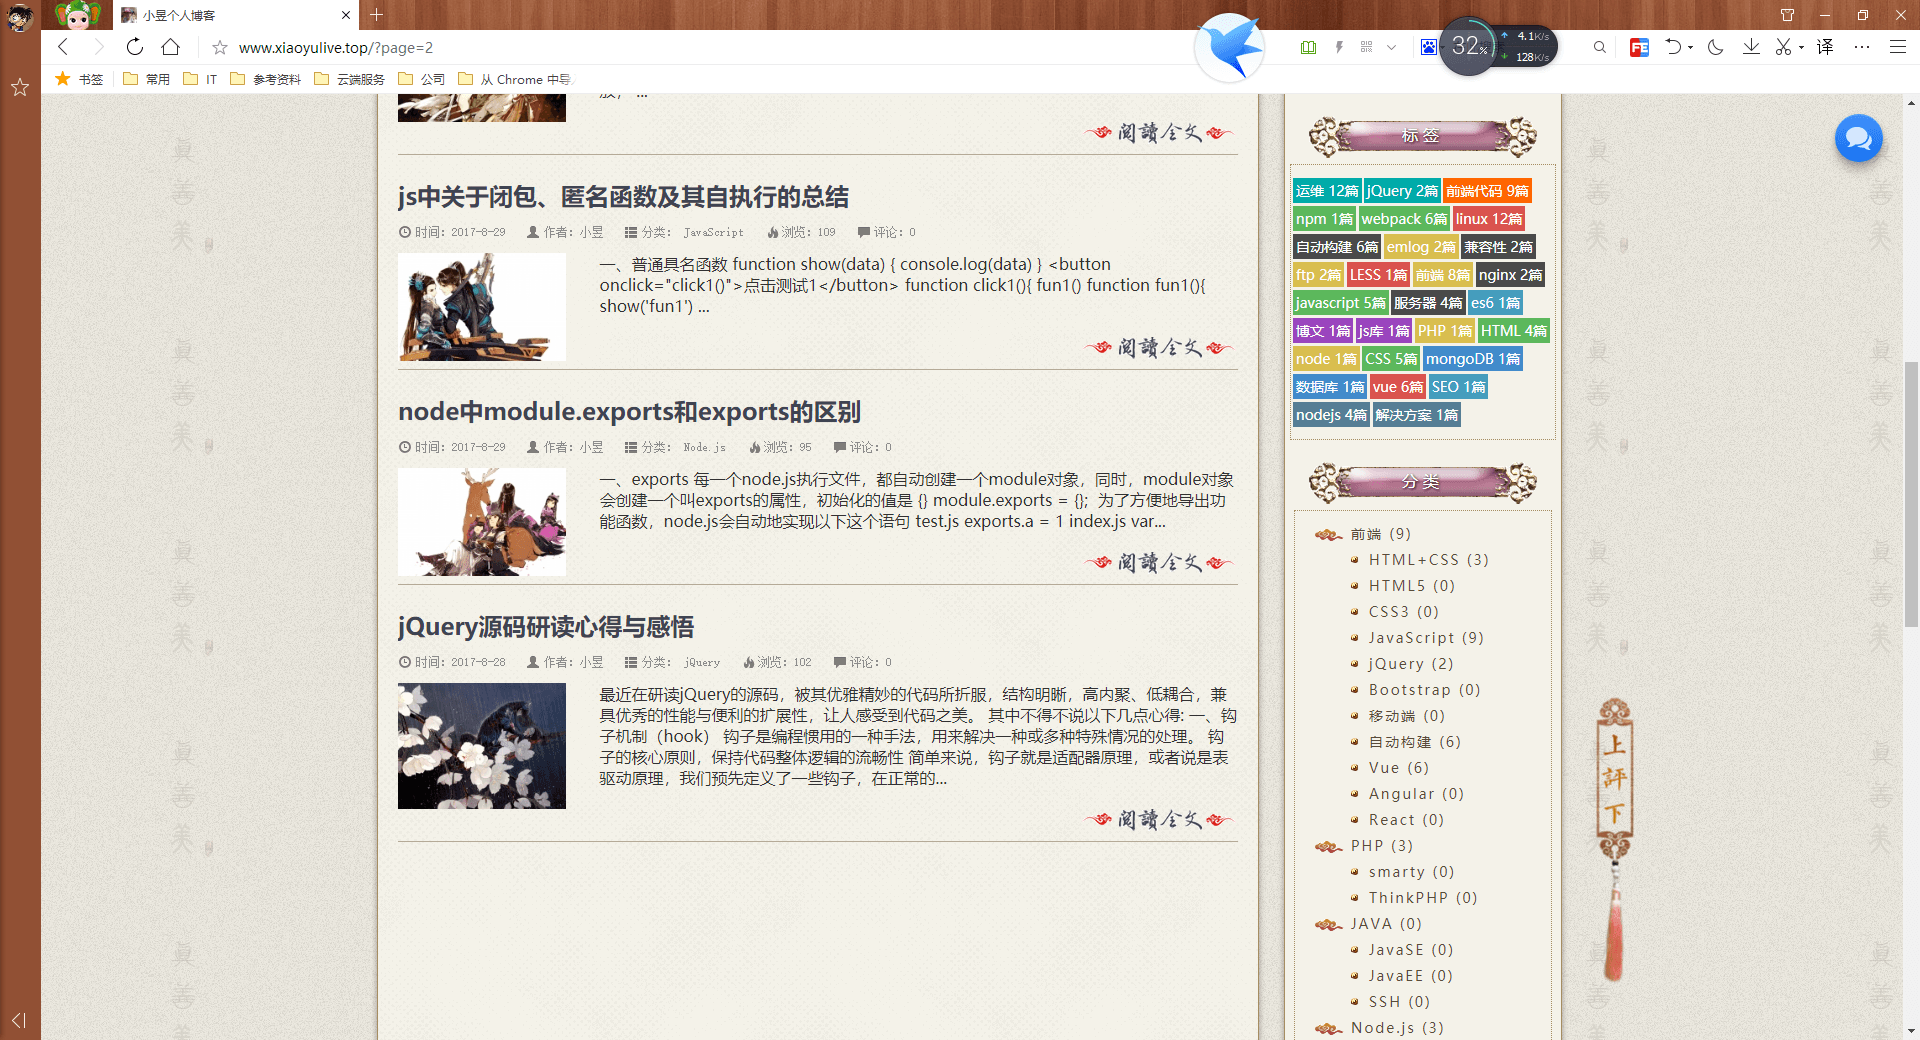 小昱个人博客
www.xiaoyulive.top/?page=2
32%
4.1K/s
128K/s
译
书签 常用 IT 参考资料 云端服务 公司 从 Chrome 中导
閲讀全文
js中关于闭包、匿名函数及其自执行的总结
时间：2017-8-29 作者：小昱 分类： JavaScript 浏览：109 评论：0
一、普通具名函数 function show(data) { console.log(data) } <button
onclick="click1()">点击测试1</button> function click1(){ fun1() function fun1(){
show('fun1') ...
閲讀全文
node中module.exports和exports的区别
时间：2017-8-29 作者：小昱 分类： Node.js 浏览：95 评论：0
一、exports 每一个node.js执行文件，都自动创建一个module对象，同时，module对象
会创建一个叫exports的属性，初始化的值是 {} module.exports = {}; 为了方便地导出功
能函数，node.js会自动地实现以下这个语句 test.js exports.a = 1 index.js var...
閲讀全文
jQuery源码研读心得与感悟
时间：2017-8-28 作者：小昱 分类： jQuery 浏览：102 评论：0
最近在研读jQuery的源码，被其优雅精妙的代码所折服，结构明晰，高内聚、低耦合，兼
具优秀的性能与便利的扩展性，让人感受到代码之美。 其中不得不说以下几点心得: 一、钩
子机制（hook） 钩子是编程惯用的一种手法，用来解决一种或多种特殊情况的处理。 钩
子的核心原则，保持代码整体逻辑的流畅性 简单来说，钩子就是适配器原理，或者说是表
驱动原理，我们预先定义了一些钩子，在正常的...
閲讀全文
标签
运维 12篇 jQuery 2篇 前端代码 9篇
npm 1篇 webpack 6篇 linux 12篇
自动构建 6篇 emlog 2篇 兼容性 2篇
ftp 2篇 LESS 1篇 前端 8篇 nginx 2篇
javascript 5篇 服务器 4篇 es6 1篇
博文 1篇 js库 1篇 PHP 1篇 HTML 4篇
node 1篇 CSS 5篇 mongoDB 1篇
数据库 1篇 vue 6篇 SEO 1篇
nodejs 4篇 解决方案 1篇
分类
前端 (9)
HTML+CSS (3)
HTML5 (0)
CSS3 (0)
JavaScript (9)
jQuery (2)
Bootstrap (0)
移动端 (0)
自动构建 (6)
Vue (6)
Angular (0)
React (0)
PHP (3)
smarty (0)
ThinkPHP (0)
JAVA (0)
JavaSE (0)
JavaEE (0)
SSH (0)
Node.js (3)
上
評
下